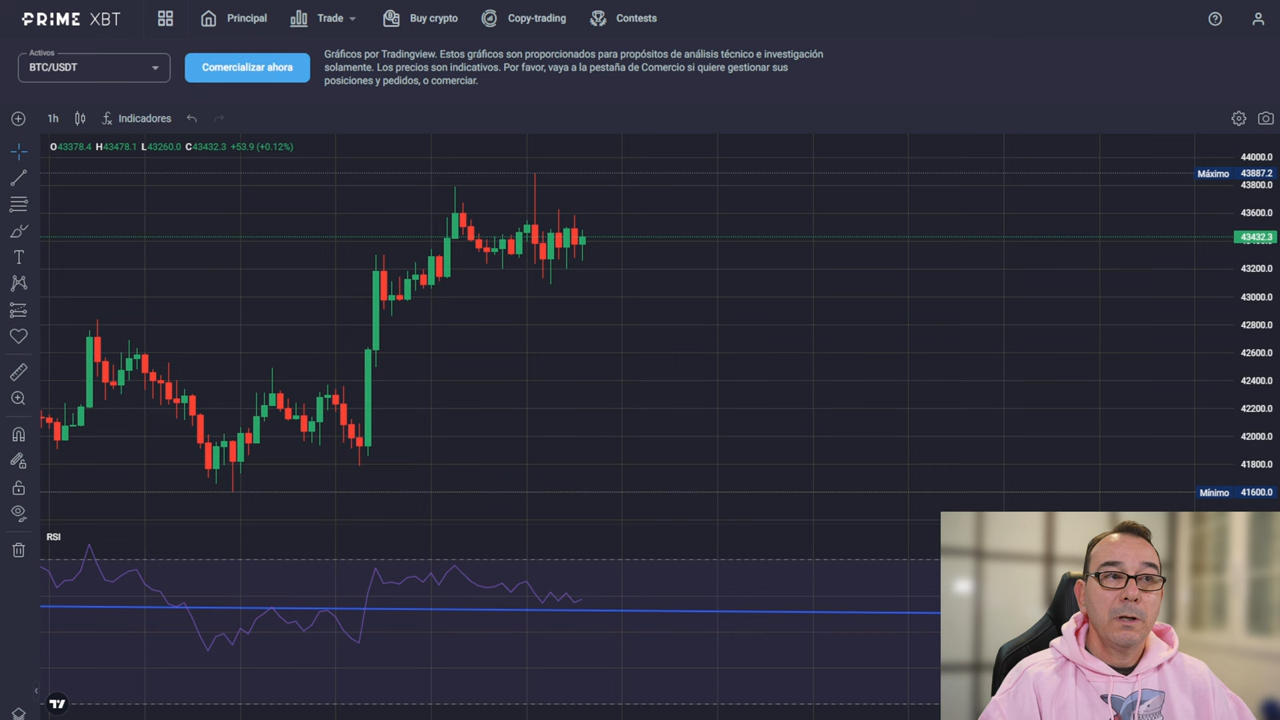 PRIME XBT
Principal
Trade
Buy crypto
Copy-trading
Contests
Activos
BTC/USDT
Comercializar ahora
Gráficos por Tradingview. Estos gráficos son proporcionados para propósitos de análisis técnico e investigación
solamente. Los precios son indicativos. Por favor, vaya a la pestaña de Comercio si quiere gestionar sus
posiciones y pedidos, o comerciar.
1h
Indicadores
O43378.4 H43478.1 L43260.0 C43432.3 +53.9 (+0.12%)
44000.0
Máximo 43887.2
43800.0
43600.0
43432.3
43200.0
43000.0
42800.0
42600.0
42400.0
42200.0
42000.0
41800.0
Mínimo 41600.0
RSI